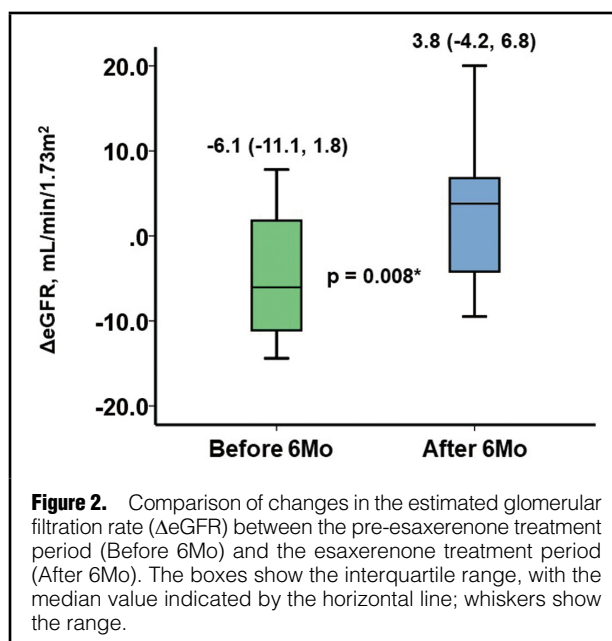 3.8 (-4.2, 6.8)
20.0
-6.1 (-11.1, 1.8)
10.0
.0
p = 0.008*
-10.0
-20.0
ΔeGFR, mL/min/1.73m²
Before 6Mo After 6Mo
Figure 2. Comparison of changes in the estimated glomerular
filtration rate (ΔeGFR) between the pre-esaxerenone treatment
period (Before 6Mo) and the esaxerenone treatment period
(After 6Mo). The boxes show the interquartile range, with the
median value indicated by the horizontal line; whiskers show
the range.